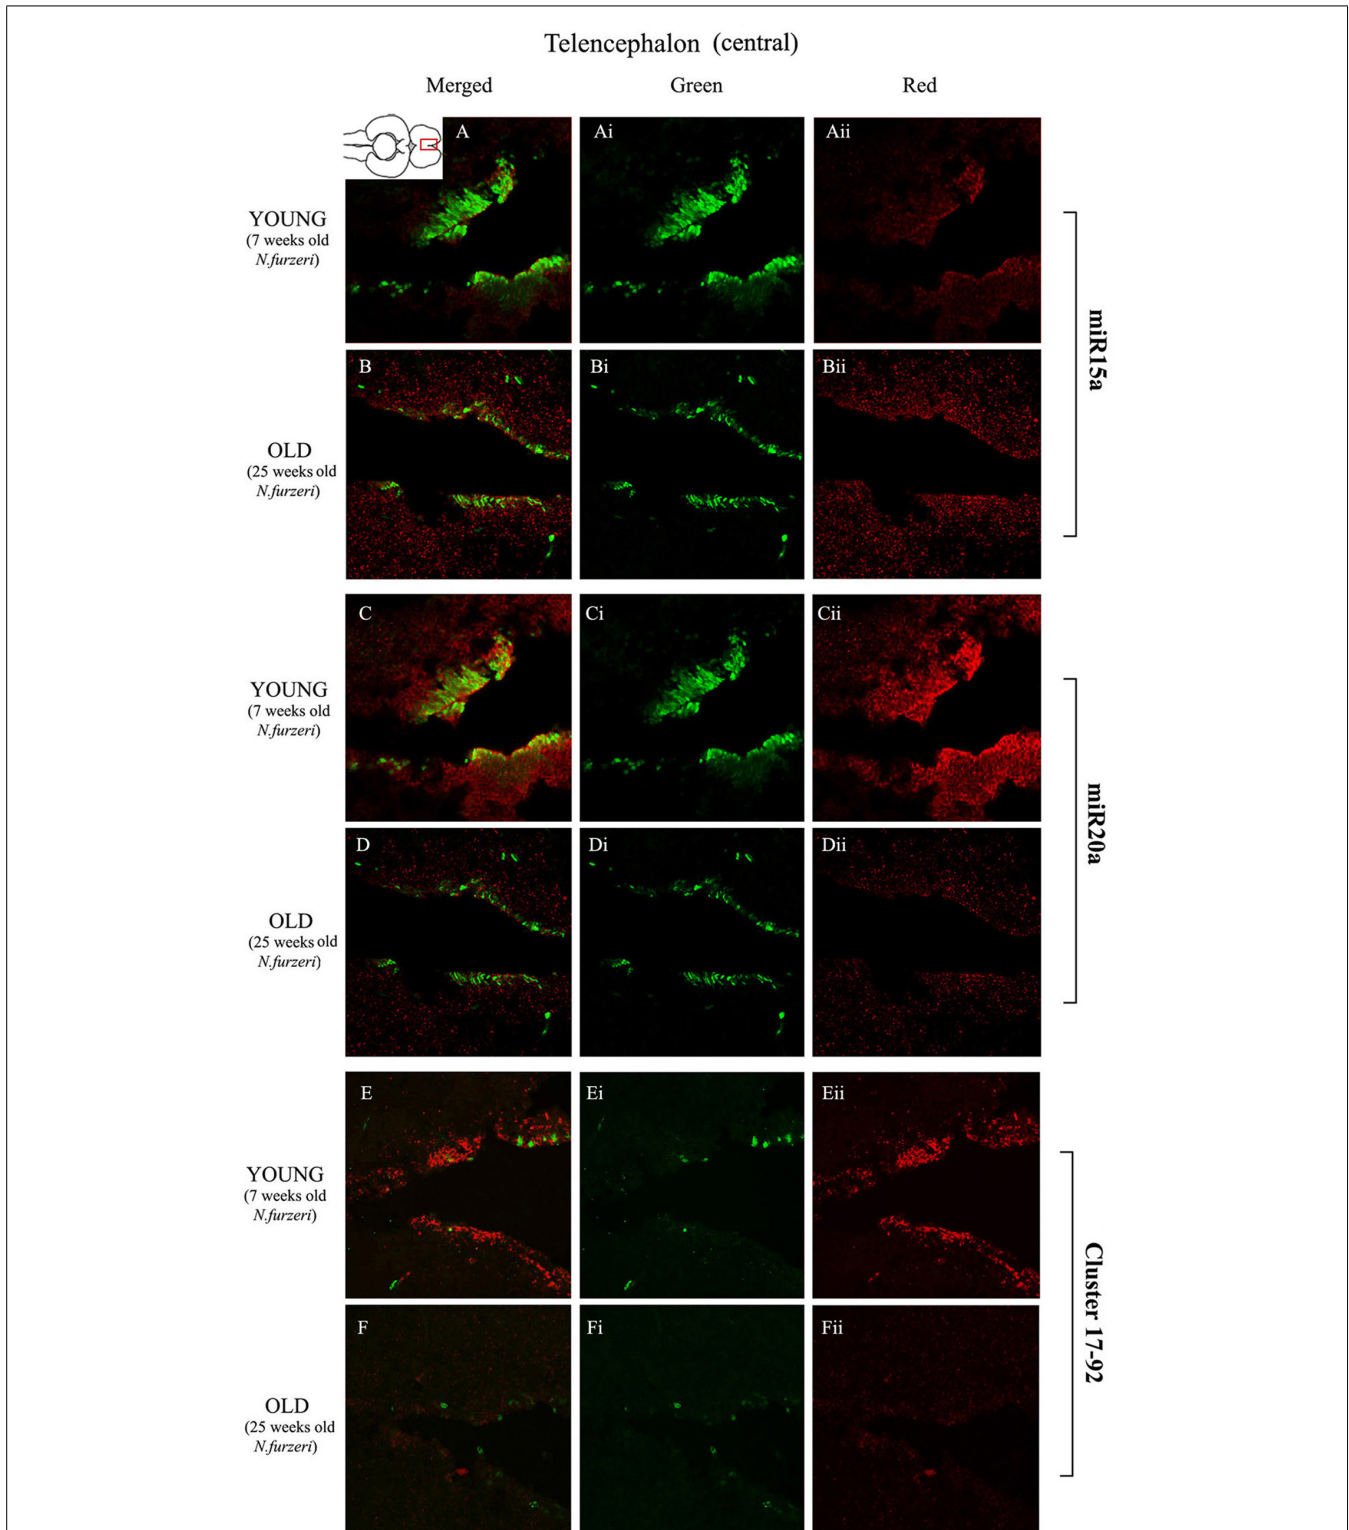 Telencephalon (central)
Merged Green Red
A Ai Aii
YOUNG
(7 weeks old
N.furzeri)
B Bi Bii
OLD
(25 weeks old
N.furzeri)
miR15a
C Ci Cii
YOUNG
(7 weeks old
N.furzeri)
D Di Dii
OLD
(25 weeks old
N.furzeri)
miR20a
E Ei Eii
YOUNG
(7 weeks old
N.furzeri)
F Fi Fii
OLD
(25 weeks old
N.furzeri)
Cluster 17-92